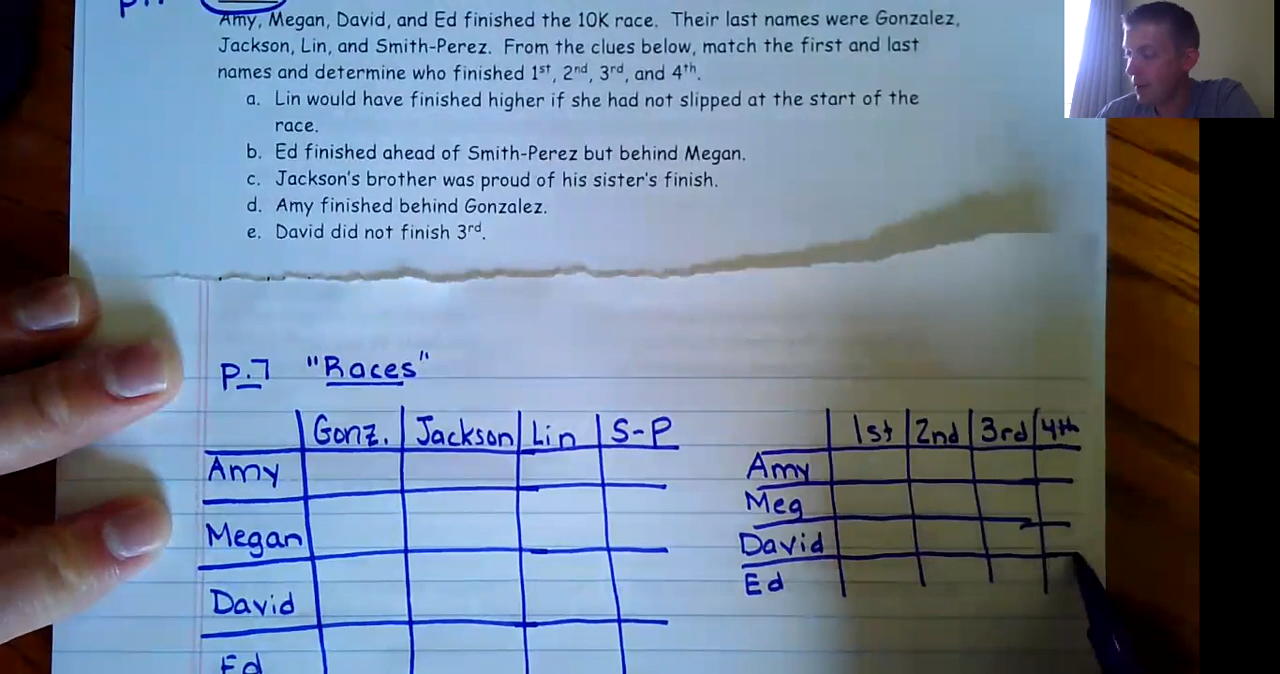 Amy, Megan, David, and Ed finished the 10K race. Their last names were Gonzalez,
Jackson, Lin, and Smith-Perez. From the clues below, match the first and last
names and determine who finished 1st, 2nd, 3rd, and 4th.
a. Lin would have finished higher if she had not slipped at the start of the
race.
b. Ed finished ahead of Smith-Perez but behind Megan.
c. Jackson's brother was proud of his sister's finish.
d. Amy finished behind Gonzalez.
e. David did not finish 3rd.
p.7 "Races"
Gonz. Jackson Lin S-P
Amy
Megan
David
Ed
1st 2nd 3rd 4th
Amy
Meg
David
Ed